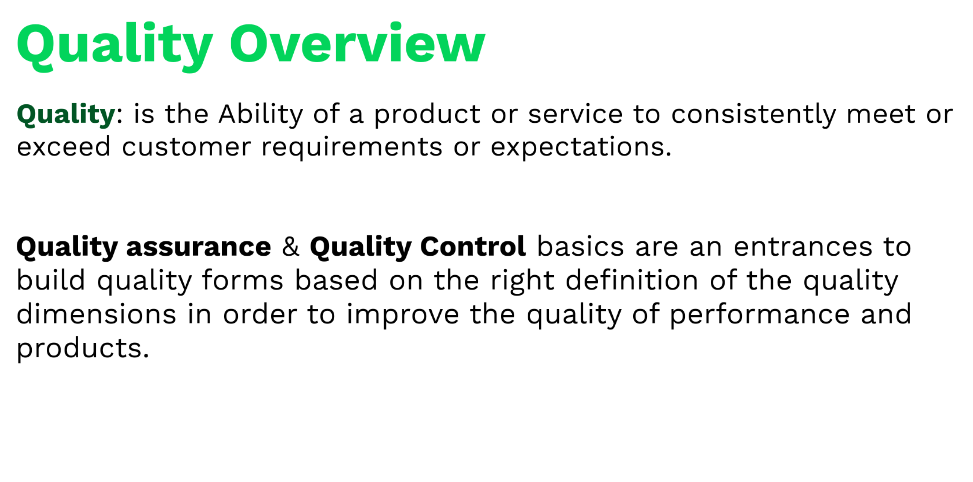 Quality Overview
Quality: is the Ability of a product or service to consistently meet or
exceed customer requirements or expectations.
Quality assurance & Quality Control basics are an entrances to
build quality forms based on the right definition of the quality
dimensions in order to improve the quality of performance and
products.